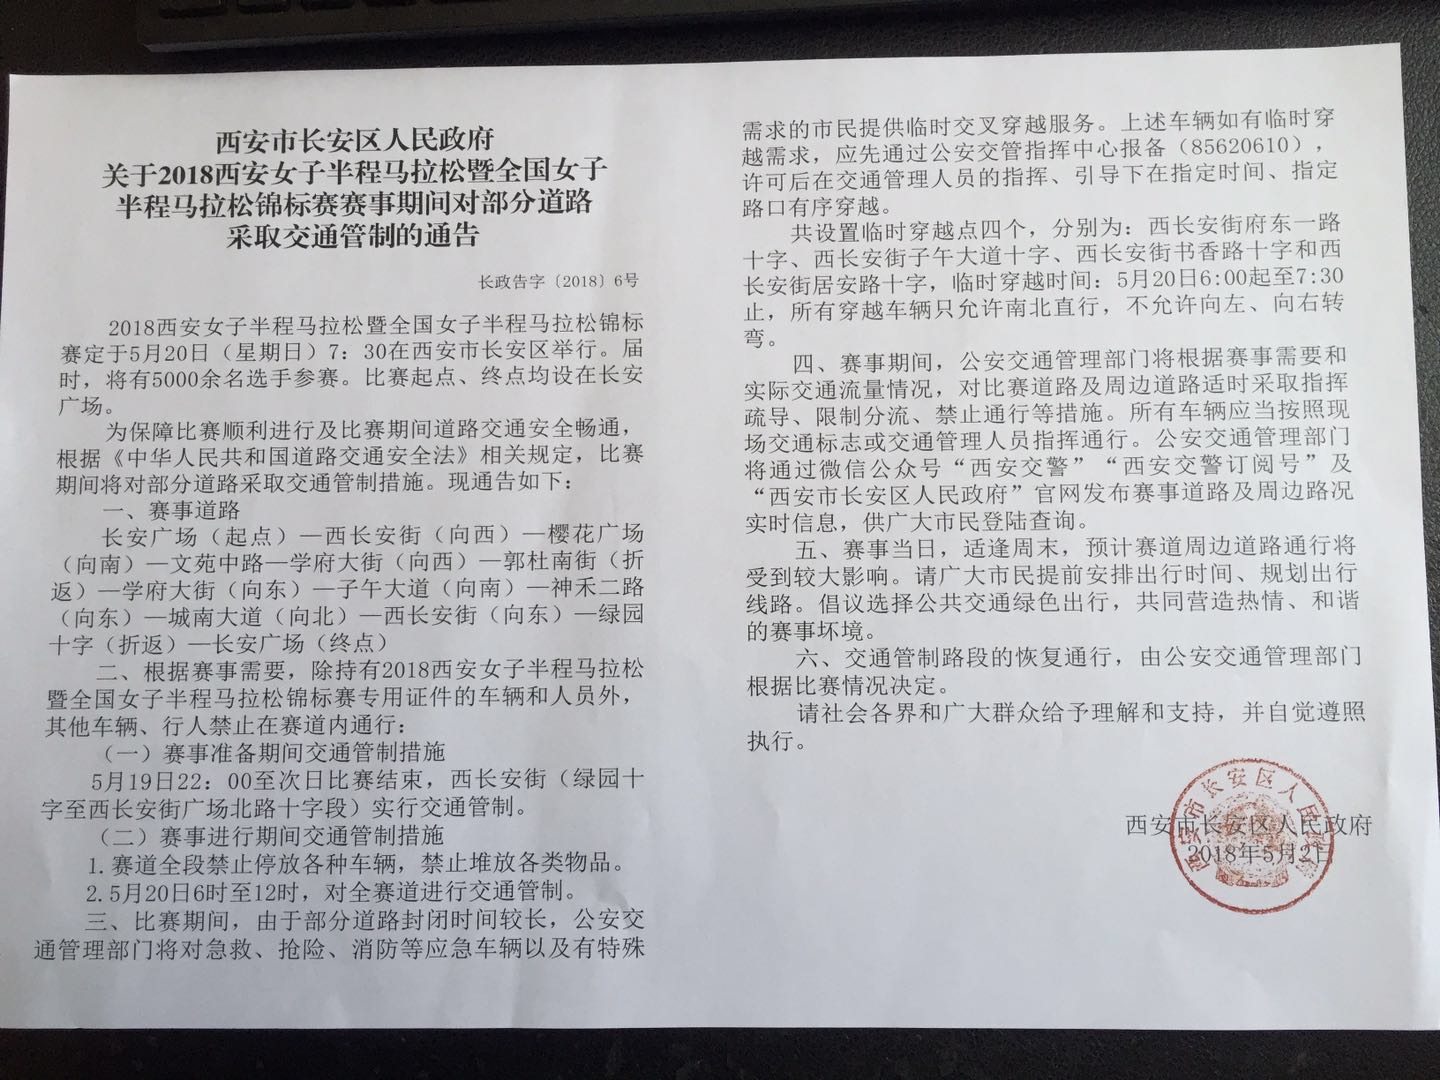 西安市长安区人民政府
关于2018西安女子半程马拉松暨全国女子
半程马拉松锦标赛赛事期间对部分道路
采取交通管制的通告
长政告字〔2018〕6号
2018西安女子半程马拉松暨全国女子半程马拉松锦标
赛定于5月20日（星期日）7：30在西安市长安区举行。届
时，将有5000余名选手参赛。比赛起点、终点均设在长安
广场。
为保障比赛顺利进行及比赛期间道路交通安全畅通，
根据《中华人民共和国道路交通安全法》相关规定，比赛
期间将对部分道路采取交通管制措施。现通告如下：
一、赛事道路
长安广场（起点）—西长安街（向西）—樱花广场
（向南）—文苑中路—学府大街（向西）—郭杜南街（折
返）—学府大街（向东）—子午大道（向南）—神禾二路
（向东）—城南大道（向北）—西长安街（向东）—绿园
十字（折返）—长安广场（终点）
二、根据赛事需要，除持有2018西安女子半程马拉松
暨全国女子半程马拉松锦标赛专用证件的车辆和人员外，
其他车辆、行人禁止在赛道内通行：
（一）赛事准备期间交通管制措施
5月19日22：00至次日比赛结束，西长安街（绿园十
字至西长安街广场北路十字段）实行交通管制。
（二）赛事进行期间交通管制措施
1.赛道全段禁止停放各种车辆，禁止堆放各类物品。
2.5月20日6时至12时，对全赛道进行交通管制。
三、比赛期间，由于部分道路封闭时间较长，公安交
通管理部门将对急救、抢险、消防等应急车辆以及有特殊
需求的市民提供临时交叉穿越服务。上述车辆如有临时穿
越需求，应先通过公安交管指挥中心报备（85620610），
许可后在交通管理人员的指挥、引导下在指定时间、指定
路口有序穿越。
共设置临时穿越点四个，分别为：西长安街府东一路
十字、西长安街子午大道十字、西长安街书香路十字和西
长安街居安路十字，临时穿越时间：5月20日6:00起至7:30
止，所有穿越车辆只允许南北直行，不允许向左、向右转
弯。
四、赛事期间，公安交通管理部门将根据赛事需要和
实际交通流量情况，对比赛道路及周边道路适时采取指挥
疏导、限制分流、禁止通行等措施。所有车辆应当按照现
场交通标志或交通管理人员指挥通行。公安交通管理部门
将通过微信公众号“西安交警”“西安交警订阅号”及
“西安市长安区人民政府”官网发布赛事道路及周边路况
实时信息，供广大市民登陆查询。
五、赛事当日，适逢周末，预计赛道周边道路通行将
受到较大影响。请广大市民提前安排出行时间、规划出行
线路。倡议选择公共交通绿色出行，共同营造热情、和谐
的赛事坏境。
六、交通管制路段的恢复通行，由公安交通管理部门
根据比赛情况决定。
请社会各界和广大群众给予理解和支持，并自觉遵照
执行。
西安市长安区人民政府
2018年5月2日
西安市长安区人民政府